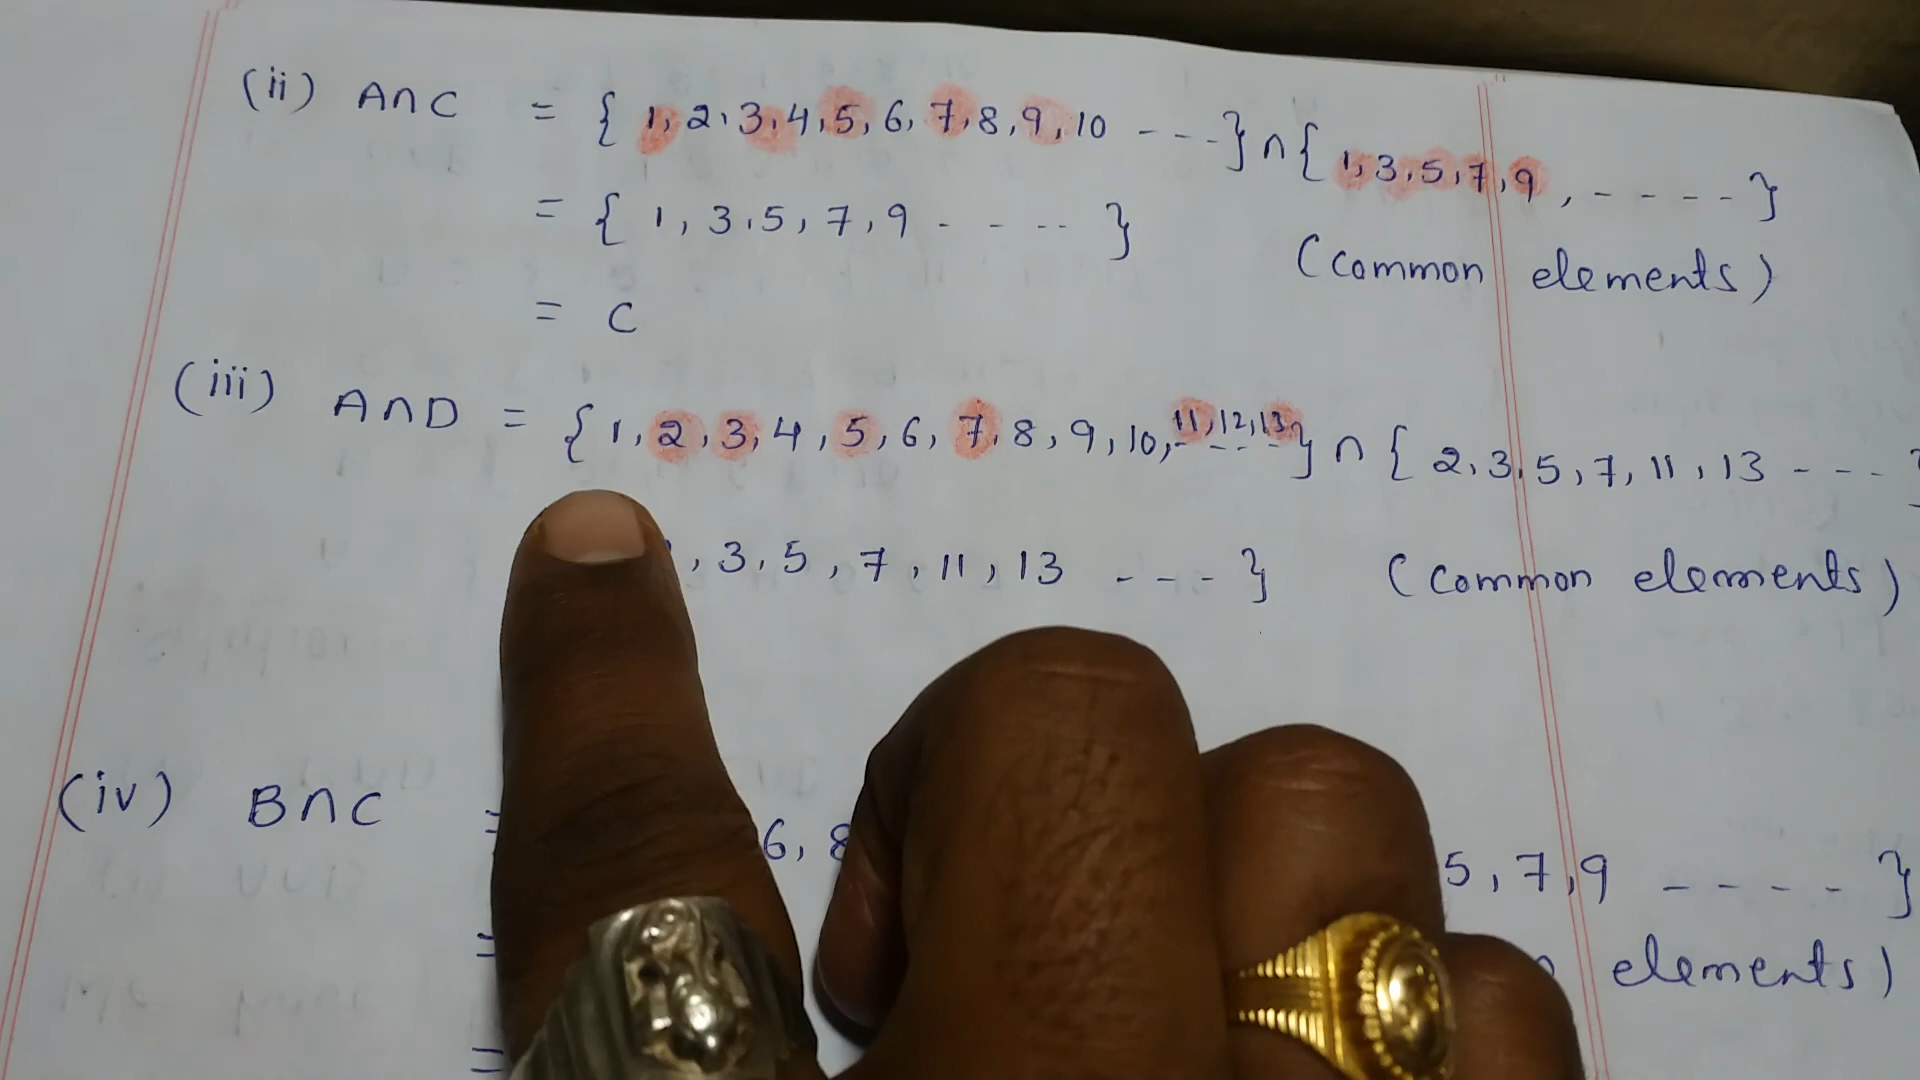 (ii) A∩C = { 1, 2, 3, 4, 5, 6, 7, 8, 9, 10 - - - } ∩ { 1, 3, 5, 7, 9, - - - - }
= { 1, 3, 5, 7, 9 - - - - }
(common elements)
= C
(iii) A∩D = { 1, 2, 3, 4, 5, 6, 7, 8, 9, 10, 11, 12, 13 - - - } ∩ { 2, 3, 5, 7, 11, 13 - - -
, 3, 5, 7, 11, 13 - - - } (common elements)
(iv) B∩C = 6, 8 5, 7, 9 - - - - }
= elements)
=